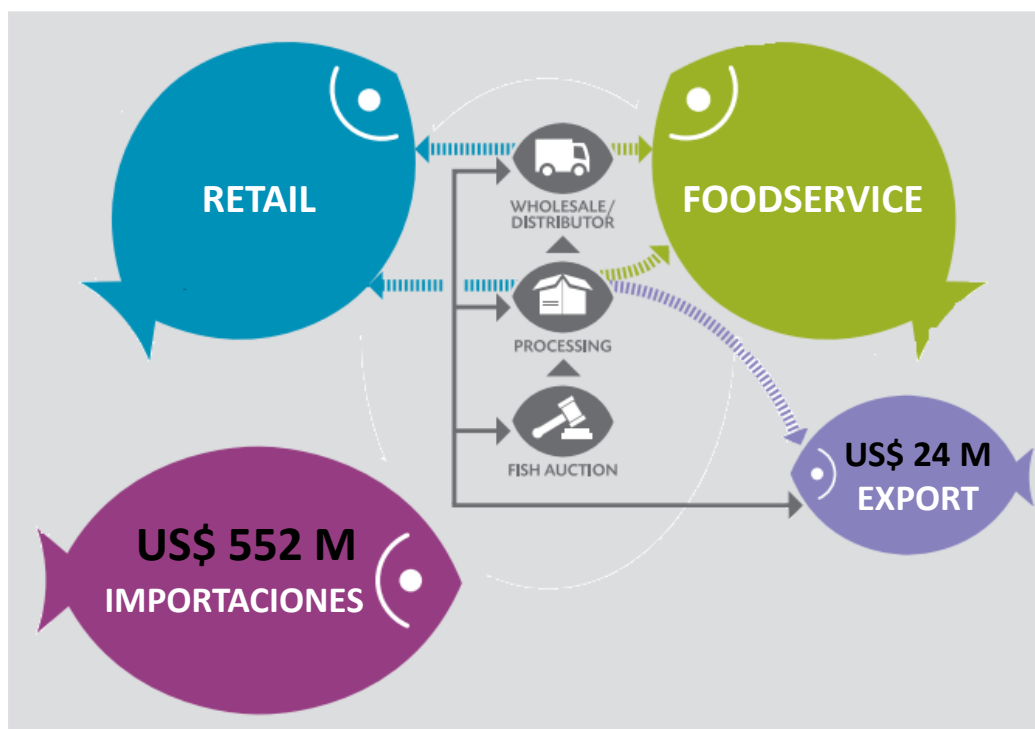 RETAIL
FOODSERVICE
WHOLESALE/
DISTRIBUTOR
PROCESSING
FISH AUCTION
US$ 24 M
EXPORT
US$ 552 M
IMPORTACIONES